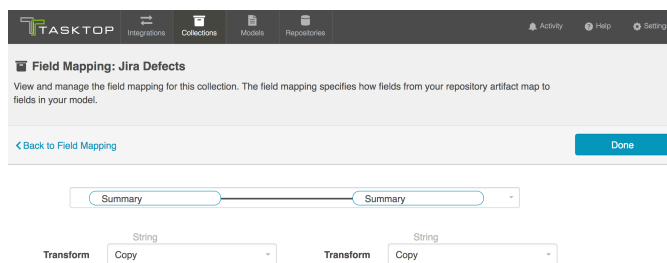 TASKTOP
Integrations
Collections
Models
Repositories
Activity
Help
Setting
Field Mapping: Jira Defects
View and manage the field mapping for this collection. The field mapping specifies how fields from your repository artifact map to
fields in your model.
Back to Field Mapping
Done
Summary
Summary
String
String
Transform
Copy
Transform
Copy